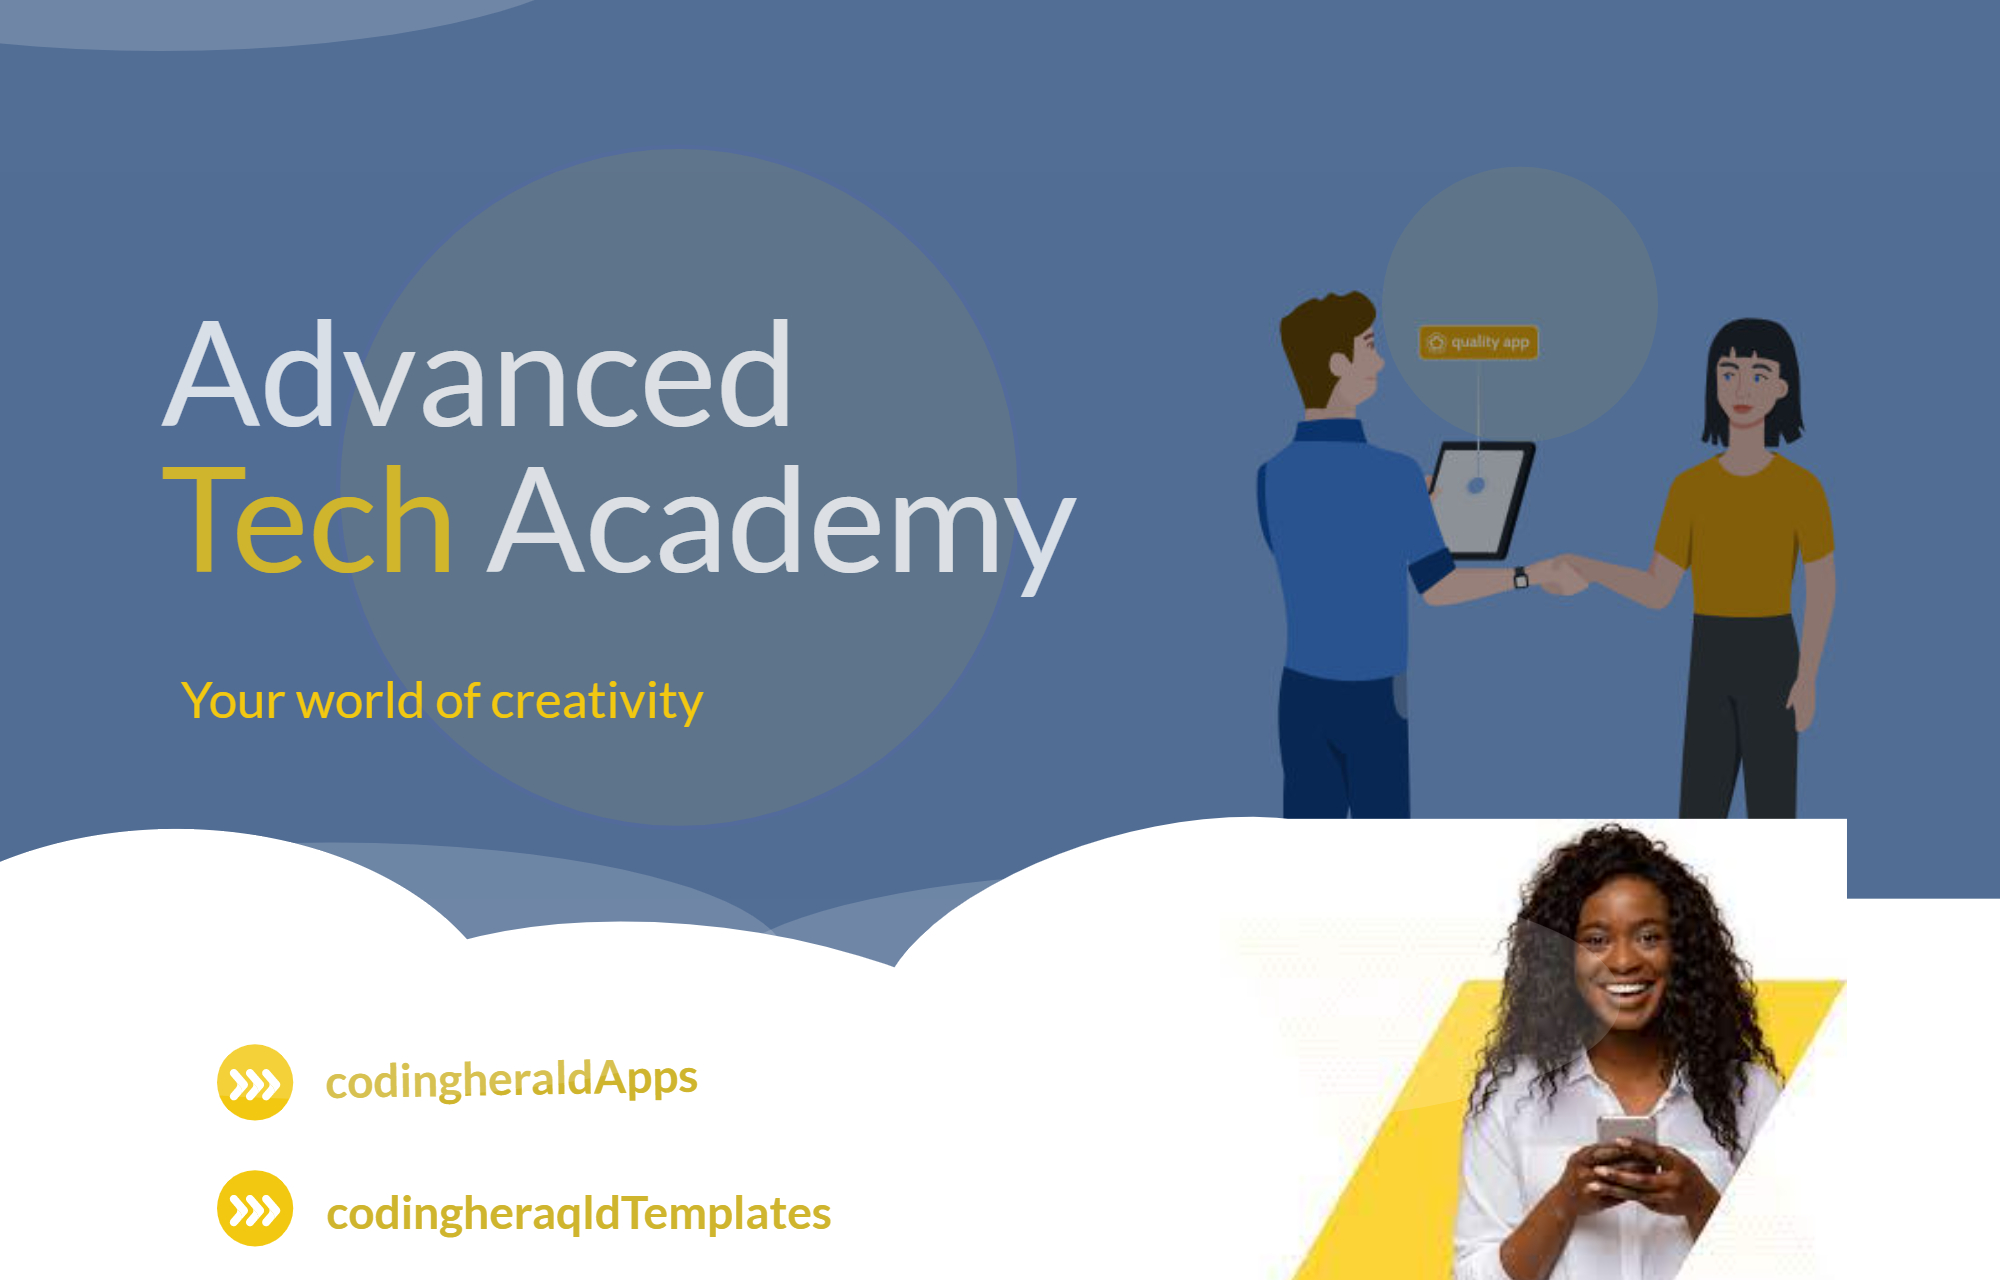 Advanced
Tech Academy
quality app
Your world of creativity
codingheraldApps
codingheraqldTemplates